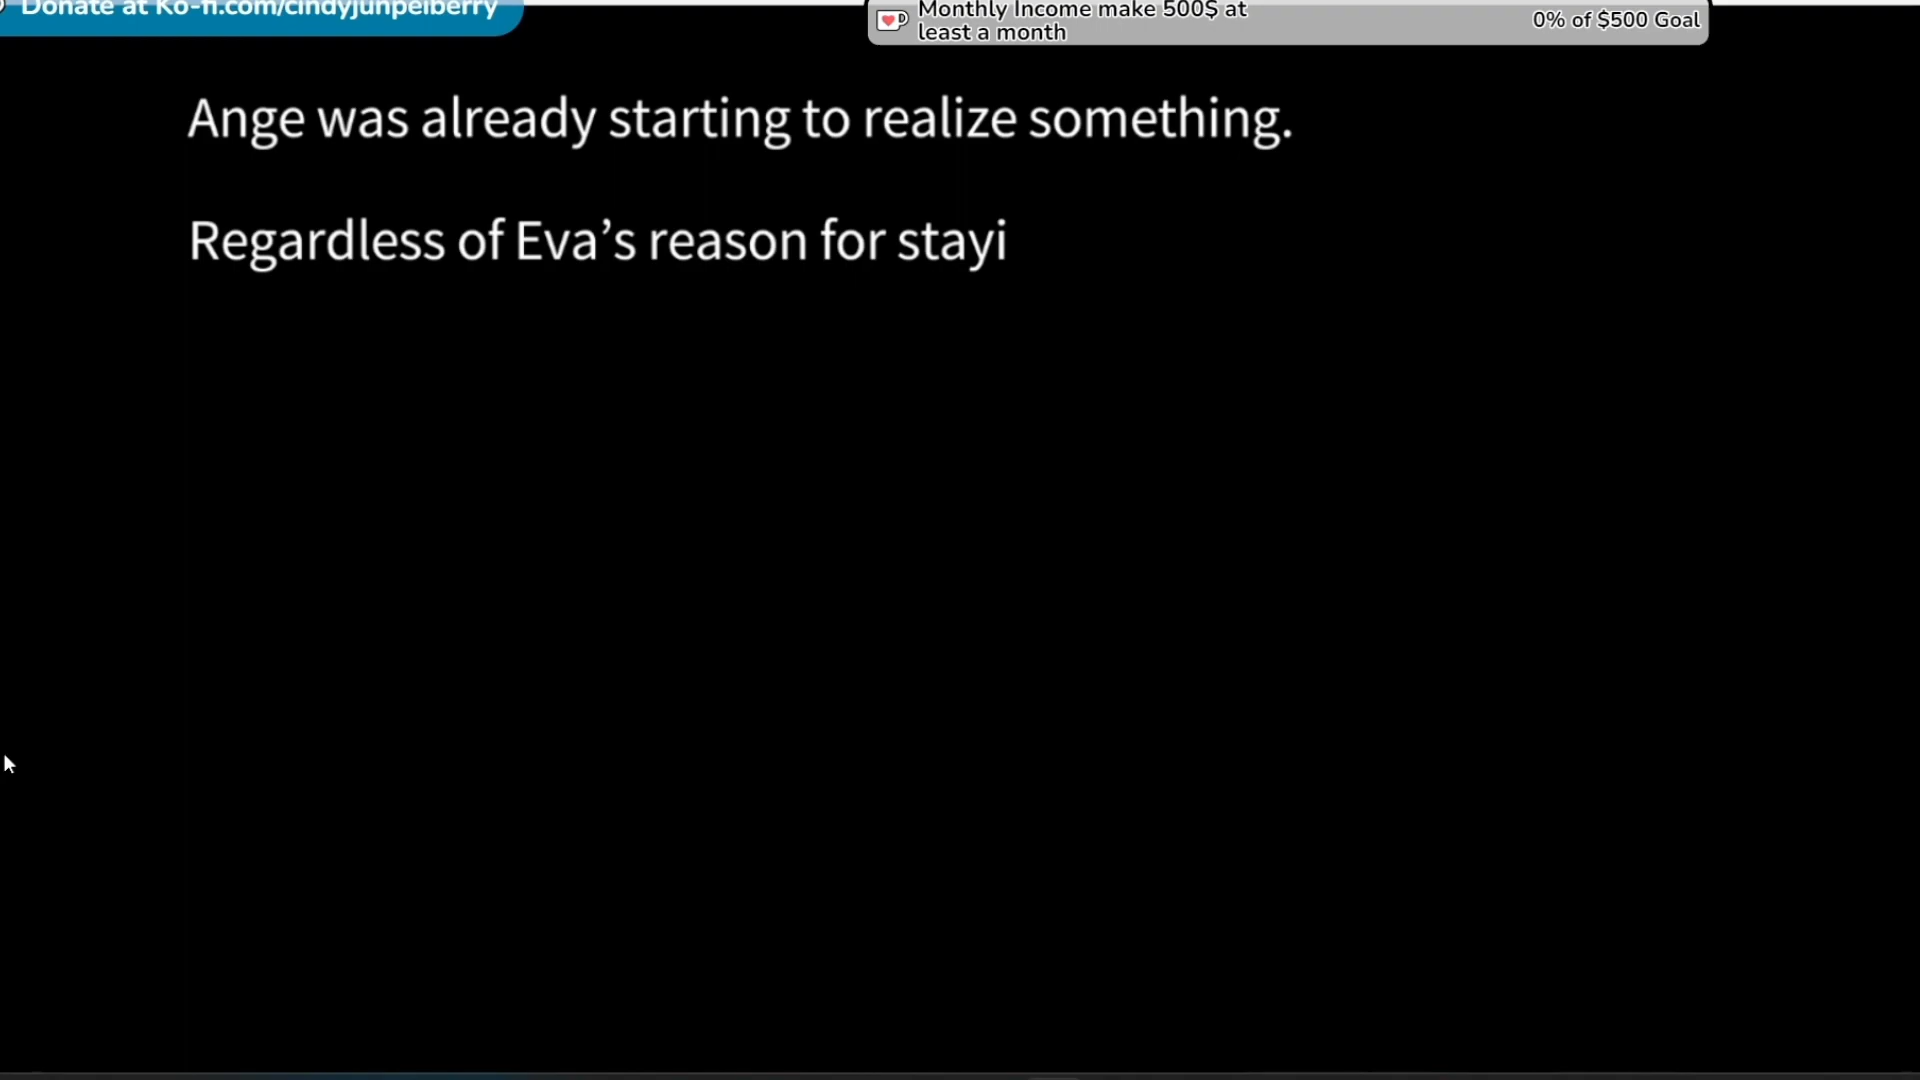 Donate at Ko-fi.com/cindyjunpeiberry
Monthly Income make 500$ at
least a month
0% of $500 Goal
Ange was already starting to realize something.
Regardless of Eva’s reason for stayi